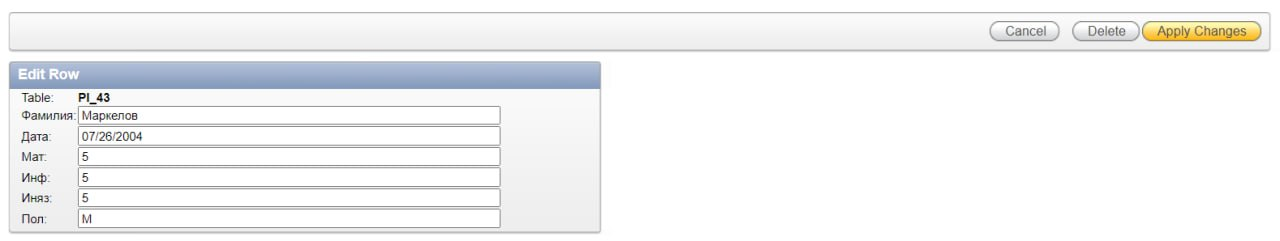 Cancel Delete Apply Changes
Edit Row
Table: PI_43
Фамилия: Маркелов
Дата: 07/26/2004
Мат: 5
Инф: 5
Иняз: 5
Пол: М